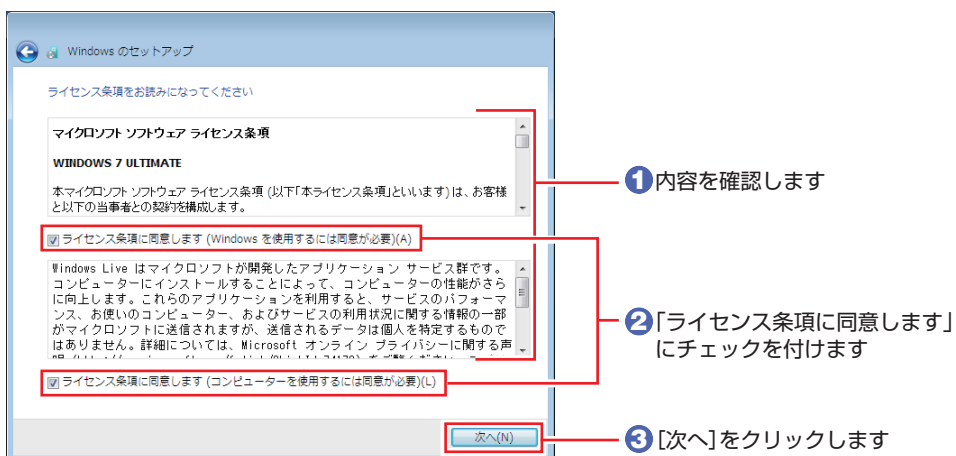 Windows のセットアップ
ライセンス条項をお読みになってください
マイクロソフト ソフトウェア ライセンス条項
WINDOWS 7 ULTIMATE
本マイクロソフト ソフトウェア ライセンス条項 (以下「本ライセンス条項」といいます) は、お客様
と以下の当事者との契約を構成します。
ライセンス条項に同意します (Windows を使用するには同意が必要)(A)
Windows Live はマイクロソフトが開発したアプリケーション サービス群です。
コンピューターにインストールすることによって、コンピューターの性能がさら
に向上します。これらのアプリケーションを利用すると、サービスのパフォーマ
ンス、お使いのコンピューター、およびサービスの利用状況に関する情報の一部
がマイクロソフトに送信されますが、送信されるデータは個人を特定するもので
はありません。詳細については、Microsoft オンライン プライバシーに関する声
ライセンス条項に同意します (コンピューターを使用するには同意が必要)(L)
次へ(N)
1 内容を確認します
2 「ライセンス条項に同意します」
にチェックを付けます
3 [次へ]をクリックします